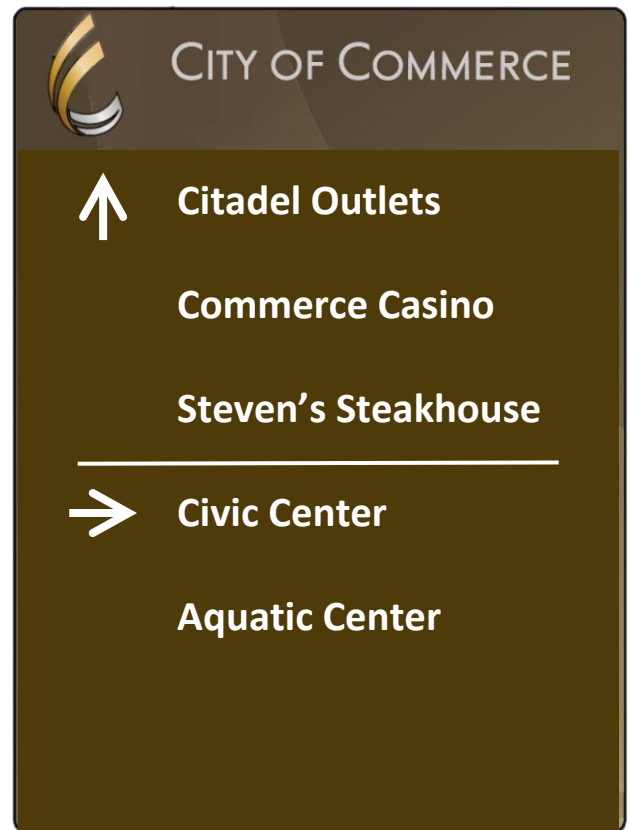 CITY OF COMMERCE
Citadel Outlets
Commerce Casino
Steven’s Steakhouse
Civic Center
Aquatic Center